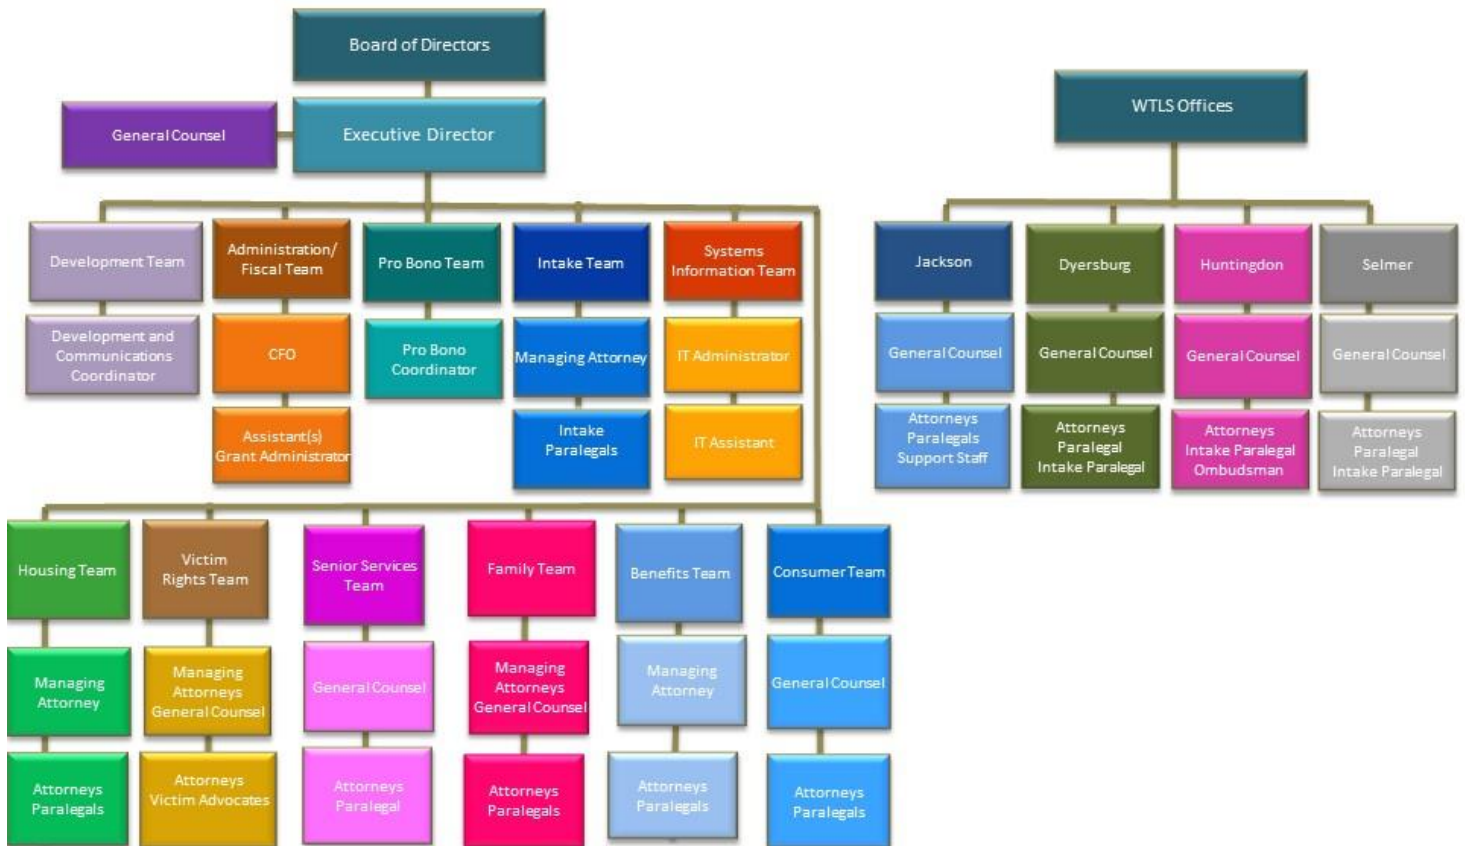 Board of Directors
General Counsel
Executive Director
Development Team
Administration/
Fiscal Team
Pro Bono Team
Intake Team
Systems
Information Team
Development and
Communications
Coordinator
CFO
Pro Bono
Coordinator
Managing Attorney
IT Administrator
Assistant(s)
Grant Administrator
Intake
Paralegals
IT Assistant
Housing Team
Victim
Rights Team
Senior Services
Team
Family Team
Benefits Team
Consumer Team
Managing
Attorney
Managing
Attorneys
General Counsel
General Counsel
Managing
Attorneys
General Counsel
Managing
Attorney
General Counsel
Attorneys
Paralegals
Attorneys
Victim Advocates
Attorneys
Paralegal
Attorneys
Paralegals
Attorneys
Paralegals
Attorneys
Paralegals
WTLS Offices
Jackson
Dyersburg
Huntingdon
Selmer
General Counsel
General Counsel
General Counsel
General Counsel
Attorneys
Paralegals
Support Staff
Attorneys
Paralegal
Intake Paralegal
Attorneys
Intake Paralegal
Ombudsman
Attorneys
Paralegal
Intake Paralegal